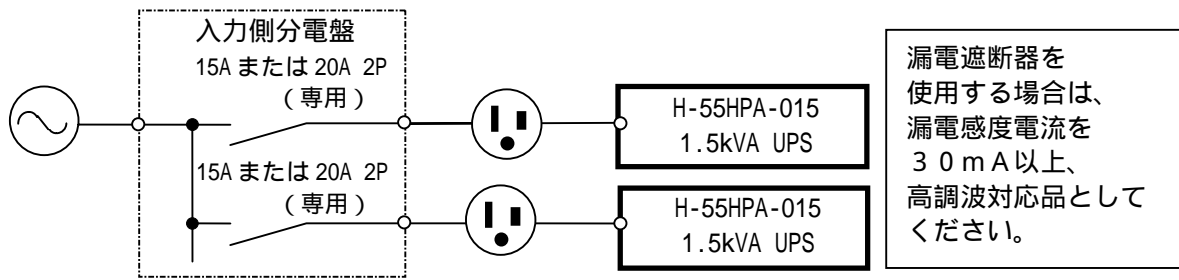 入力側分電盤
15A または 20A 2P
(専用)
H-55HPA-015
1.5kVA UPS
15A または 20A 2P
(専用)
H-55HPA-015
1.5kVA UPS
漏電遮断器を
使用する場合は、
漏電感度電流を
３０ｍＡ以上、
高調波対応品として
ください。